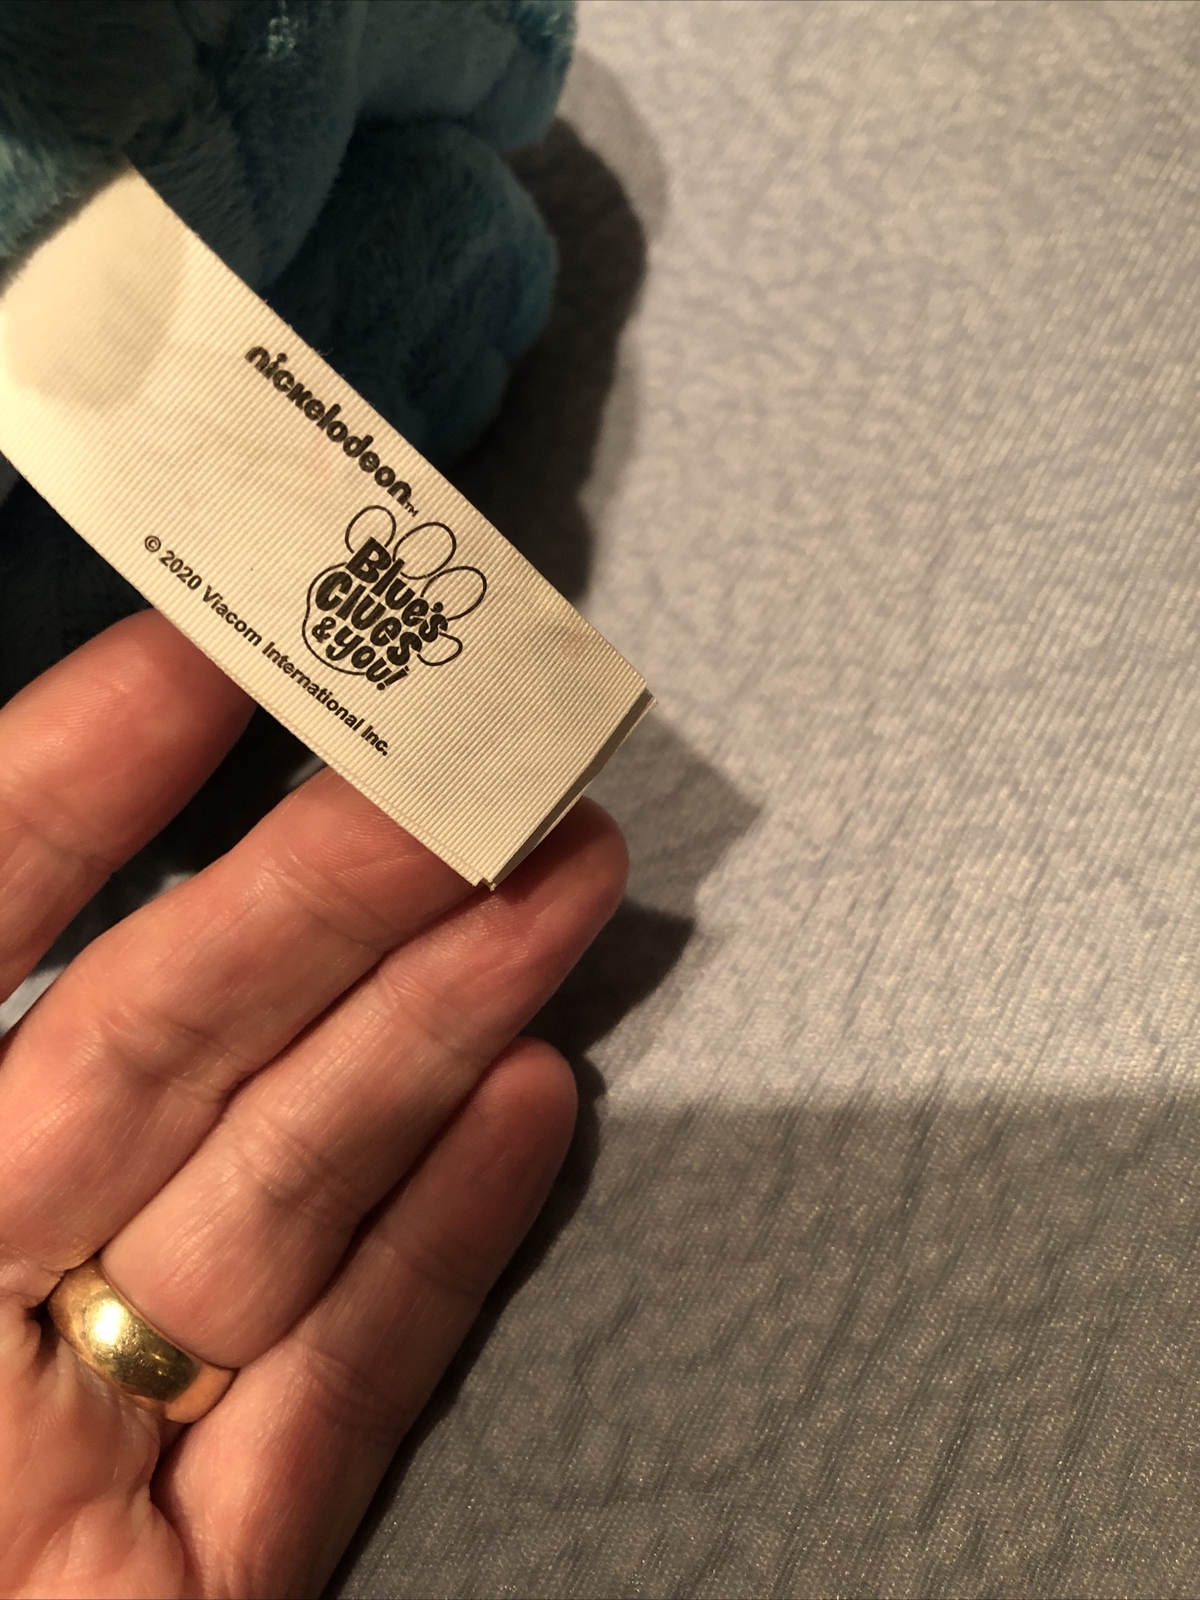 nickelodeon™
Blue's
Clues
& you!
© 2020 Viacom International Inc.